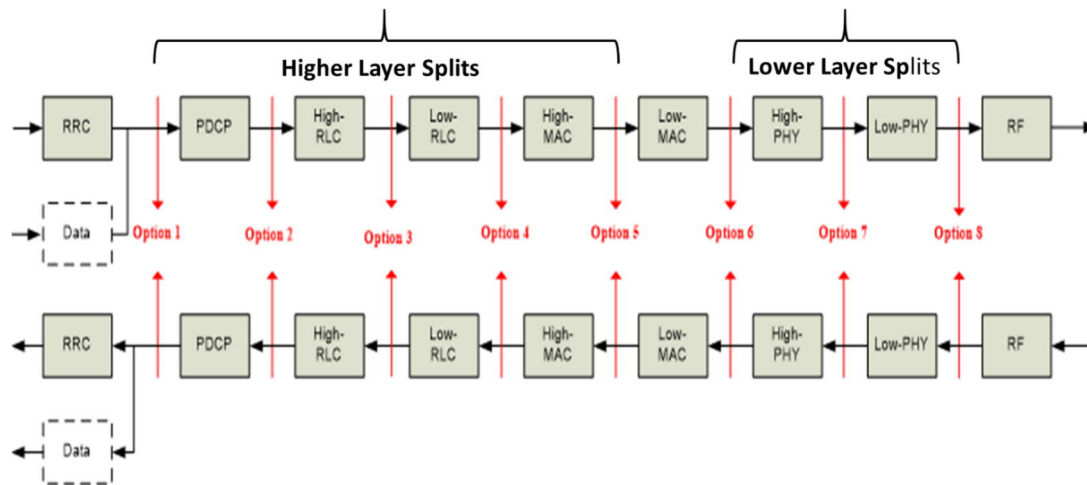 Higher Layer Splits
Lower Layer Splits
RRC
PDCP
High-
RLC
Low-
RLC
High-
MAC
Low-
MAC
High-
PHY
Low-PHY
RF
Data
Option 1
Option 2
Option 3
Option 4
Option 5
Option 6
Option 7
Option 8
RRC
PDCP
High-
RLC
Low-
RLC
High-
MAC
Low-
MAC
High-
PHY
Low-PHY
RF
Data